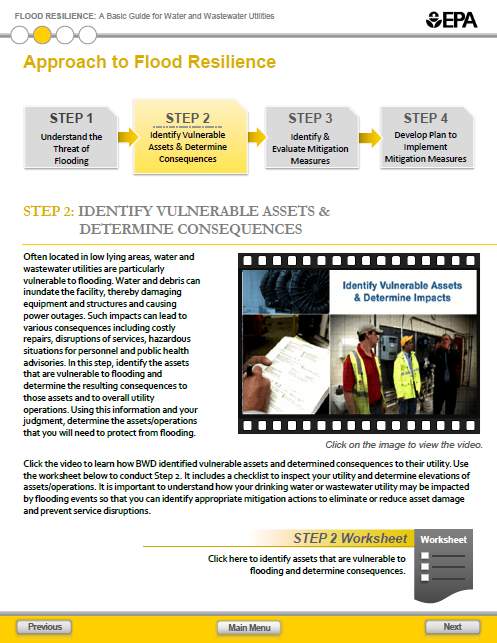 FLOOD RESILIENCE: A Basic Guide for Water and Wastewater Utilities
EPA
Approach to Flood Resilience
STEP 1
Understand the
Threat of
Flooding
STEP 2
Identify Vulnerable
Assets & Determine
Consequences
STEP 3
Identify &
Evaluate Mitigation
Measures
STEP 4
Develop Plan to
Implement
Mitigation Measures
STEP 2: IDENTIFY VULNERABLE ASSETS &
DETERMINE CONSEQUENCES
Often located in low lying areas, water and
wastewater utilities are particularly
vulnerable to flooding. Water and debris can
inundate the facility, thereby damaging
equipment and structures and causing
power outages. Such impacts can lead to
various consequences including costly
repairs, disruptions of services, hazardous
situations for personnel and public health
advisories. In this step, identify the assets
that are vulnerable to flooding and
determine the resulting consequences to
those assets and to overall utility
operations. Using this information and your
judgment, determine the assets/operations
that you will need to protect from flooding.
Identify Vulnerable Assets
& Determine Impacts
Click on the image to view the video.
Click the video to learn how BWD identified vulnerable assets and determined consequences to their utility. Use
the worksheet below to conduct Step 2. It includes a checklist to inspect your utility and determine elevations of
assets/operations. It is important to understand how your drinking water or wastewater utility may be impacted
by flooding events so that you can identify appropriate mitigation actions to eliminate or reduce asset damage
and prevent service disruptions.
STEP 2 Worksheet
Worksheet
Click here to identify assets that are vulnerable to
flooding and determine consequences.
Previous
Main Menu
Next